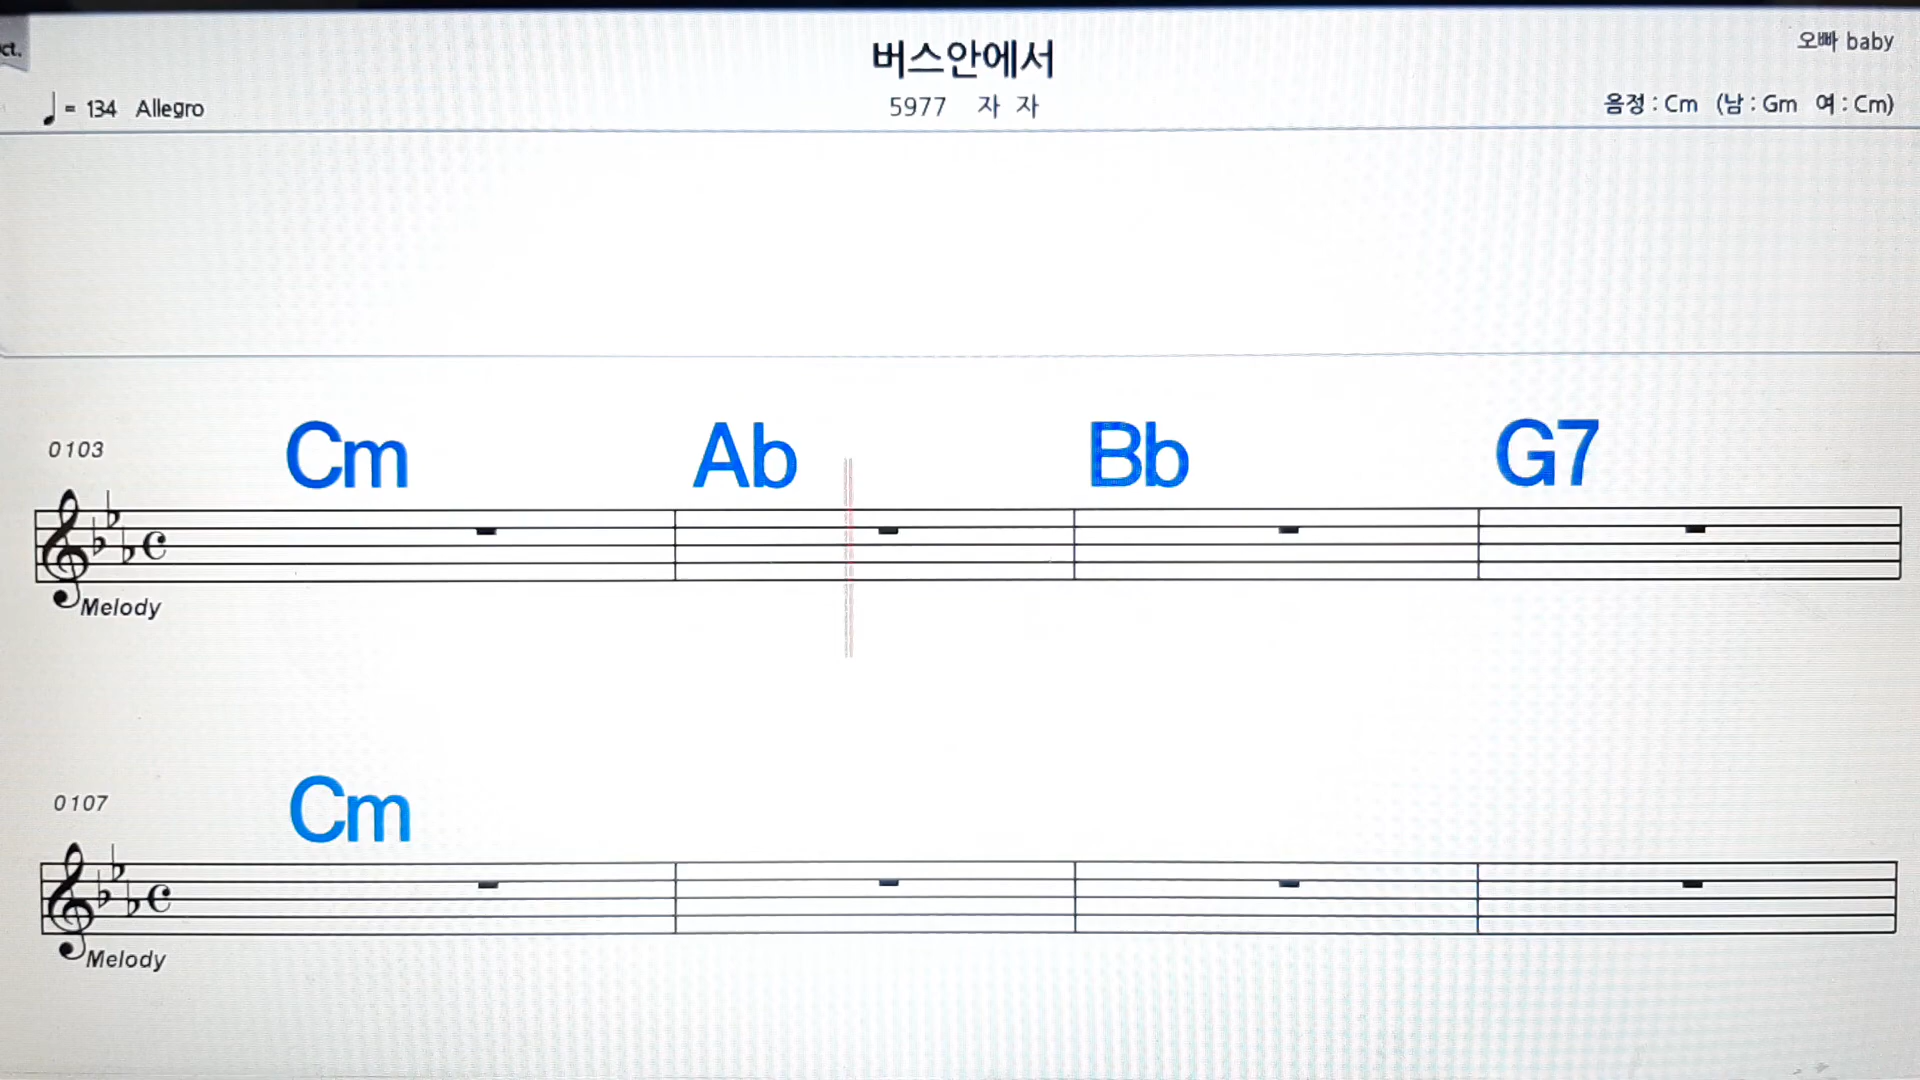 ct.
버스안에서
오빠 baby
♩ = 134 Allegro
5977 자 자
음정 : Cm (남 : Gm 여 : Cm)
0103 Cm Ab Bb G7
Melody
0107 Cm
Melody